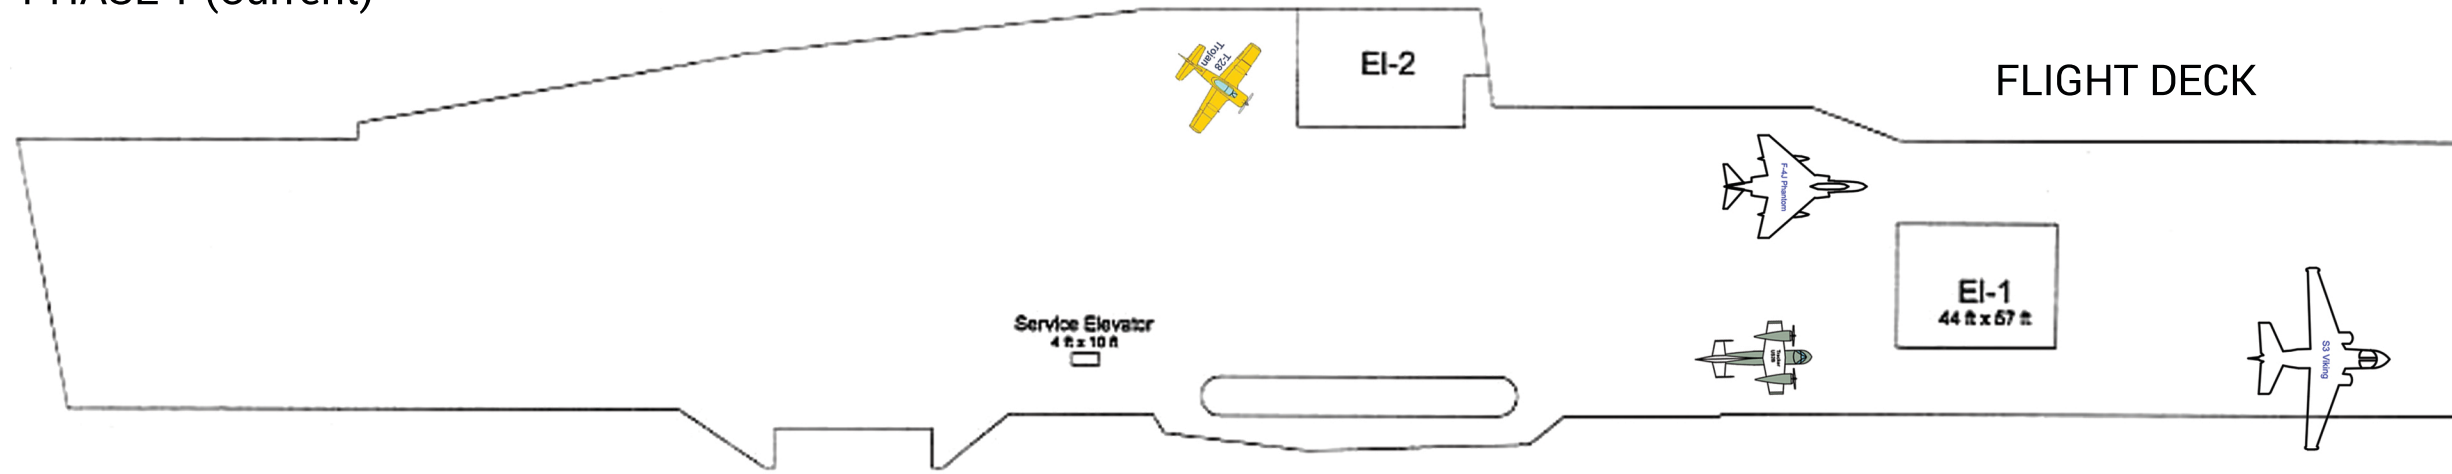 PHASE 1 (Current)
FLIGHT DECK
El-2
T-28
Trojan
F-4J Phantom
El-1
44 ft x 57 ft
Service Elevator
4 ft x 10 ft
Tracker
S3 Viking